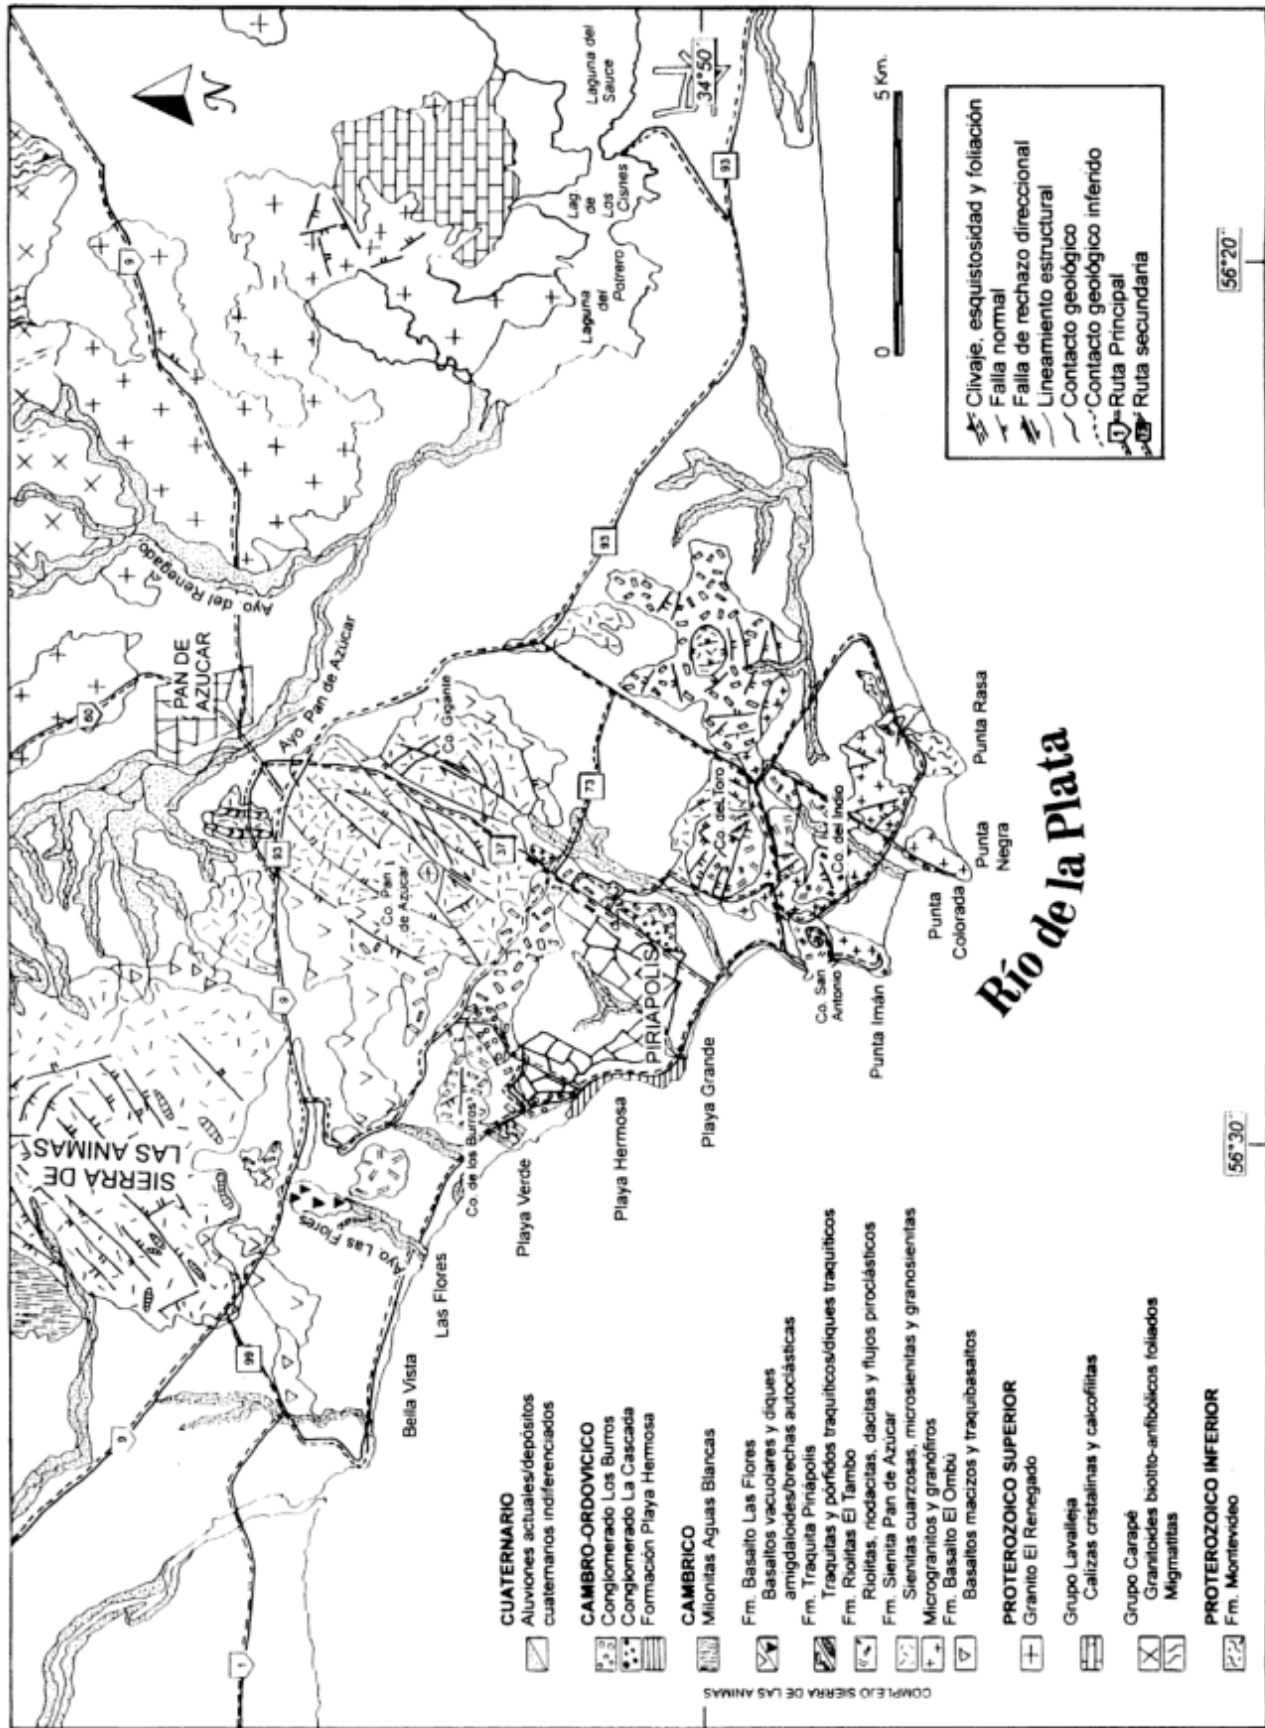 SIERRA DE
LAS ANIMAS
PAN DE
AZUCAR
Ayo. del Renegado
Ayo. Pan de Azúcar
Co. Pan
de Azucar
Co. Gigante
Ayo. Las Flores
Co. de los Burros
Bella Vista
Las Flores
Playa Verde
Playa Hermosa
PIRIAPOLIS
Playa Grande
Co. San
Antonio
Punta Imán
Co. del Toro
Co. del Indio
Punta
Colorada
Punta
Negra
Punta Rasa
Río de la Plata
Laguna del
Sauce
Lag.
de
Los
Cisnes
Laguna
del
Potrero
N
34°50'
56°20'
56°30'
1
9
9
9
99
60
93
93
93
37
73
0
5 Km.
Clivaje, esquistosidad y foliación
Falla normal
Falla de rechazo direccional
Lineamiento estructural
Contacto geológico
Contacto geológico inferido
1 Ruta Principal
Ruta secundaria
CUATERNARIO
Aluviones actuales/depósitos
cuaternarios indiferenciados
CAMBRO-ORDOVICICO
Conglomerado Los Burros
Conglomerado La Cascada
Formación Playa Hermosa
CAMBRICO
Milonitas Aguas Blancas
COMPLEJO SIERRA DE LAS ANIMAS
Fm. Basalto Las Flores
Basaltos vacuolares y diques
amigdaloides/brechas autoclásticas
Fm. Traquita Piriápolis
Traquitas y pórfidos traquíticos/diques traquíticos
Fm. Riolitas El Tambo
Riolitas, riodacitas, dacitas y flujos piroclásticos
Fm. Sienita Pan de Azúcar
Sienitas cuarzosas, microsienitas y granosienitas
Microgranitos y granófiros
Fm. Basalto El Ombú
Basaltos macizos y traquibasaltos
PROTEROZOICO SUPERIOR
Granito El Renegado
Grupo Lavalleja
Calizas cristalinas y calcofilitas
Grupo Carapé
Granitoides biotito-anfibólicos foliados
Migmatitas
PROTEROZOICO INFERIOR
Fm. Montevideo